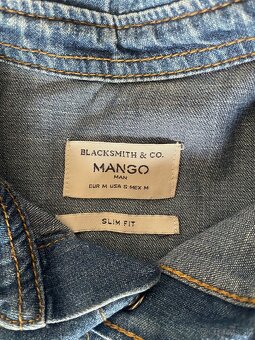 BLACKSMITH & CO.
MANGO
MAN
EUR M USA S MEX M
SLIM FIT